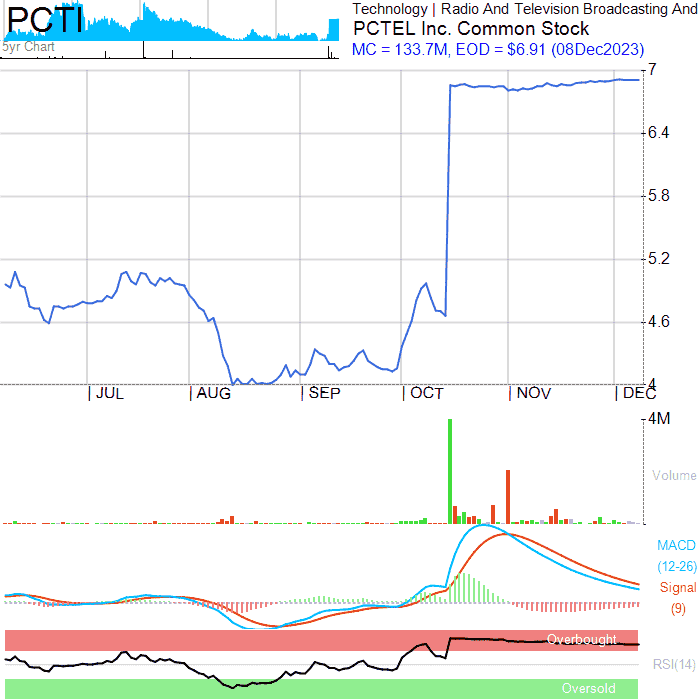 PCTI
5yr Chart
Technology | Radio And Television Broadcasting And
PCTEL Inc. Common Stock
MC = 133.7M, EOD = $6.91 (08Dec2023)
7
6.4
5.8
5.2
4.6
4
JUL AUG SEP OCT NOV DEC
4M
Volume
MACD
(12-26)
Signal
(9)
Overbought
RSI(14)
Oversold